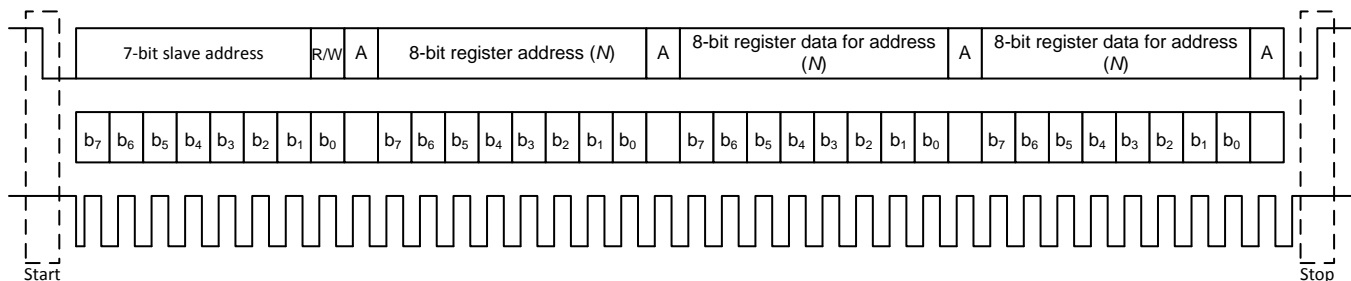 7-bit slave address R/W A 8-bit register address (N) A 8-bit register data for address (N) A 8-bit register data for address (N) A
b7 b6 b5 b4 b3 b2 b1 b0 b7 b6 b5 b4 b3 b2 b1 b0 b7 b6 b5 b4 b3 b2 b1 b0 b7 b6 b5 b4 b3 b2 b1 b0
Start Stop